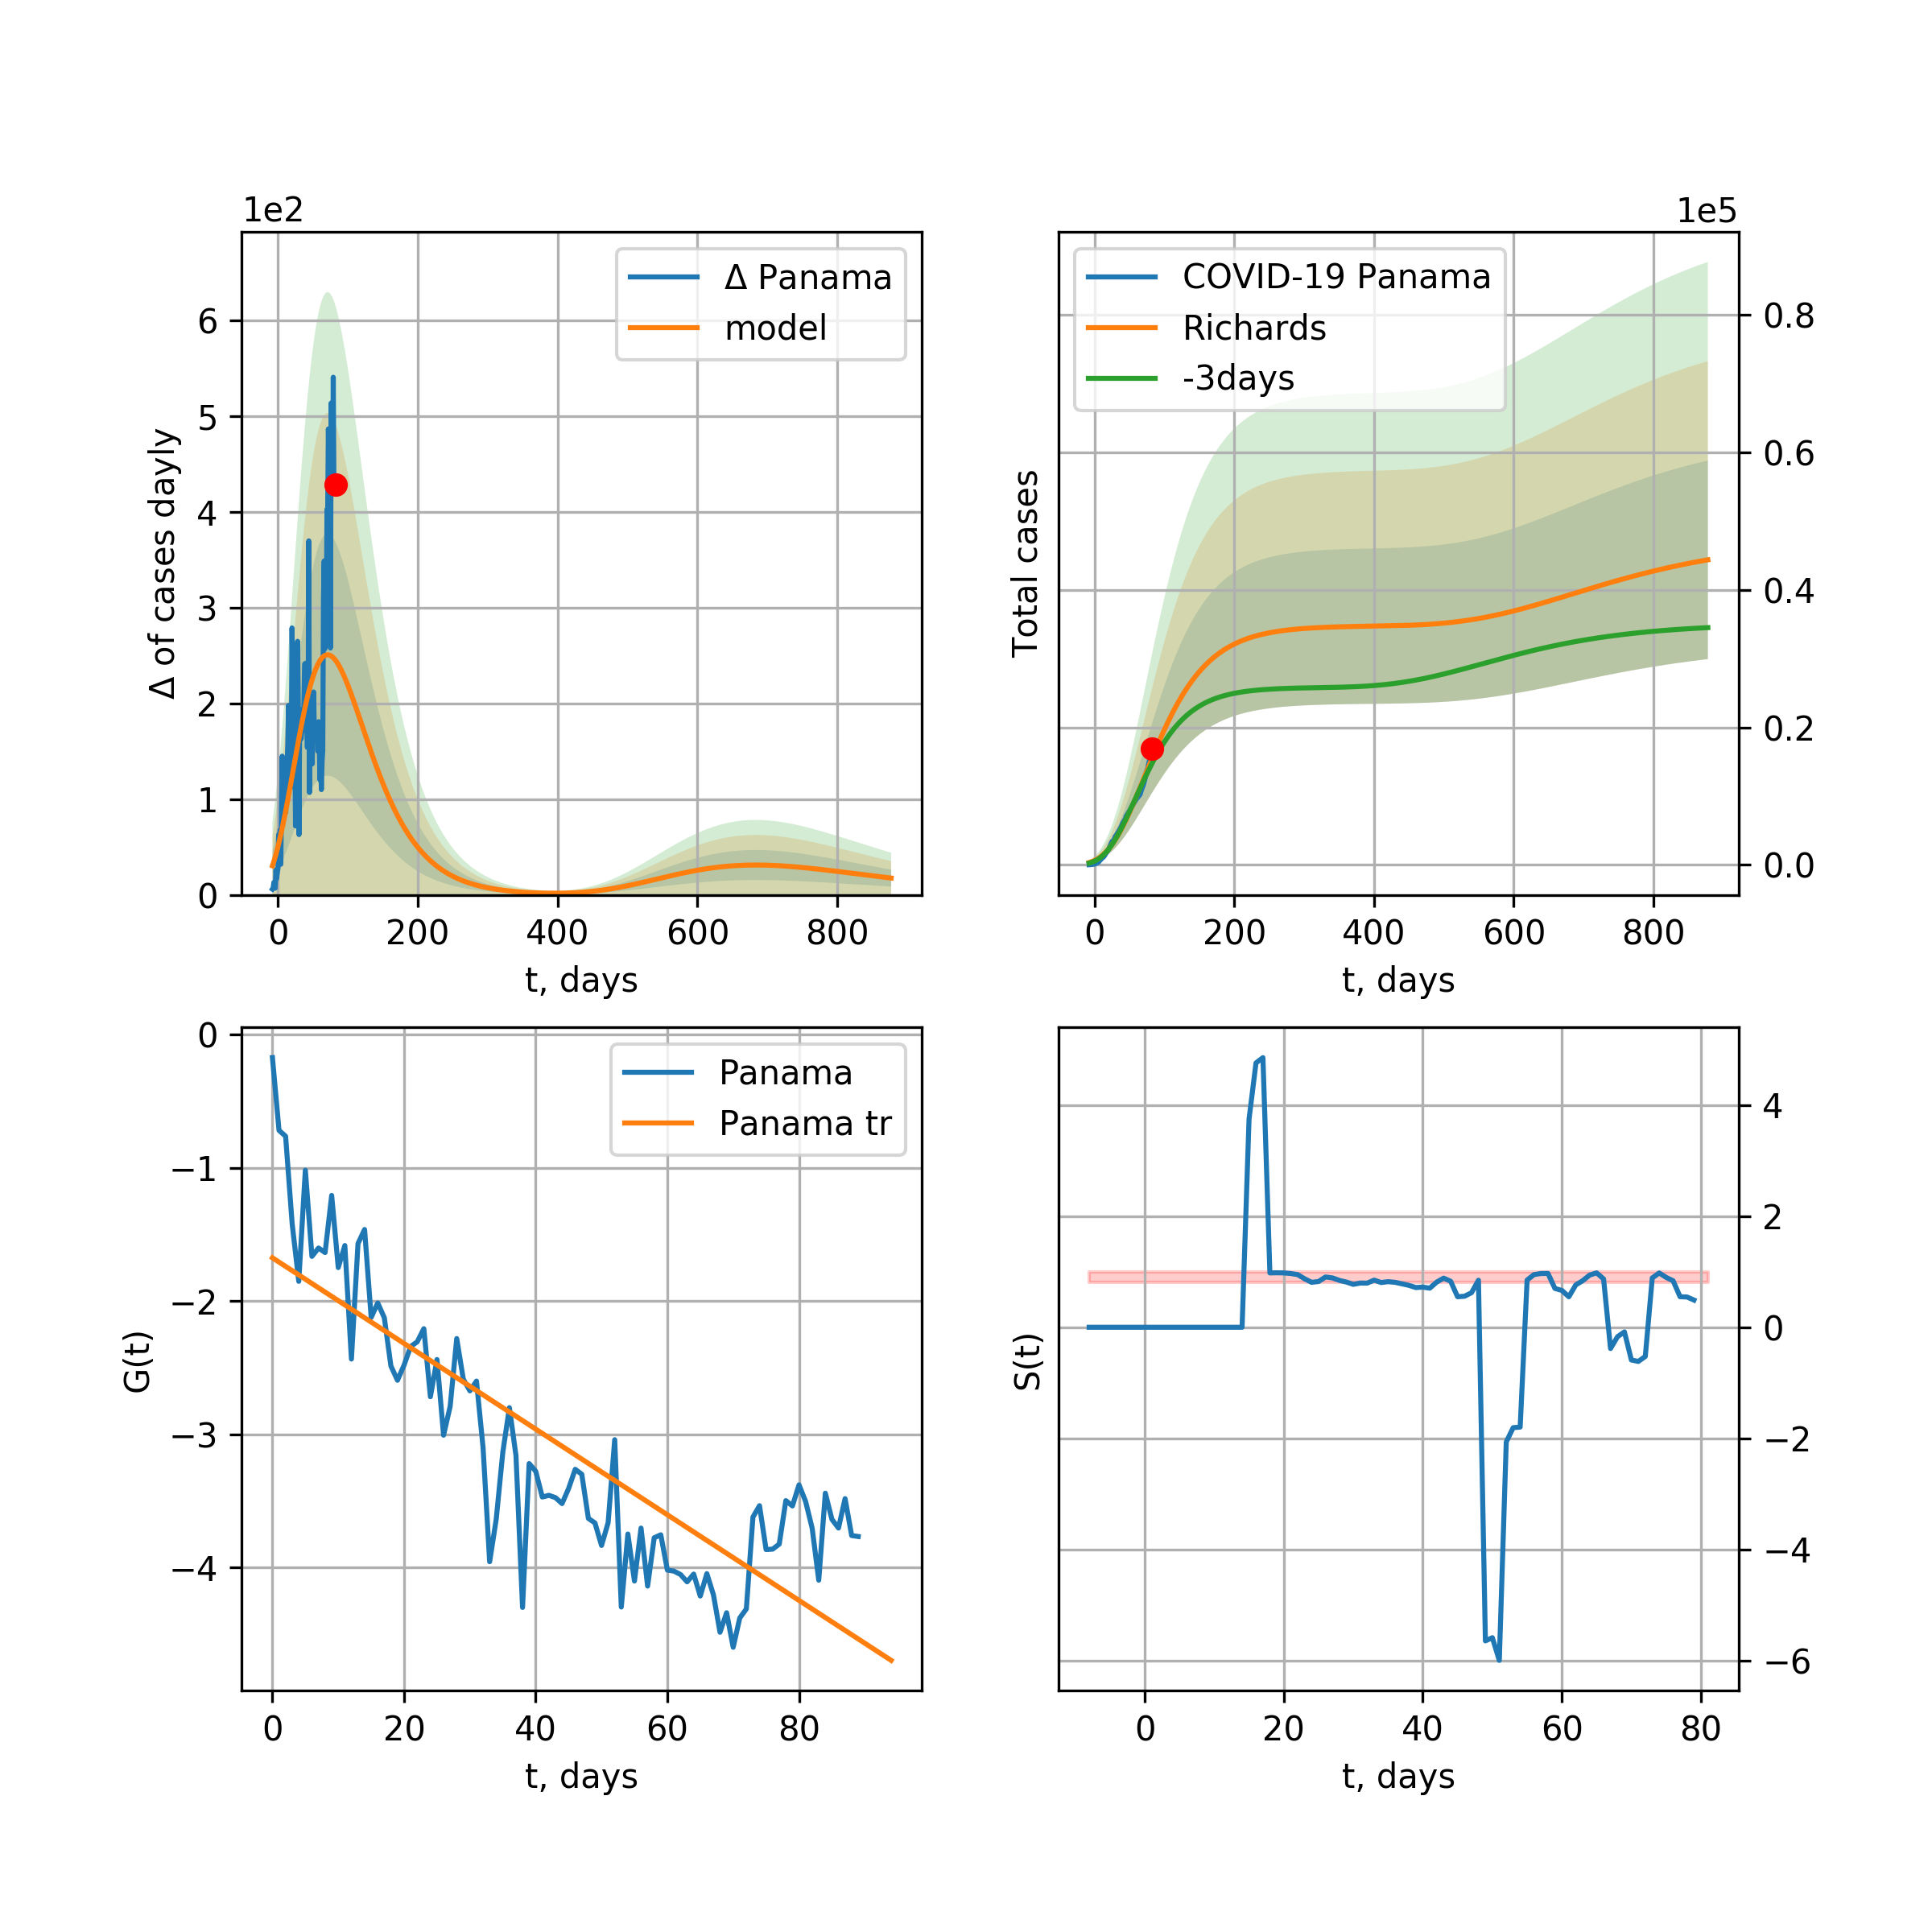 1e2
Δ of cases dayly
6
5
4
3
2
1
0
Δ Panama
model
0 200 400 600 800
t, days
1e5
Total cases
COVID-19 Panama
Richards
-3days
0.8
0.6
0.4
0.2
0.0
0 200 400 600 800
t, days
G(t)
0
−1
−2
−3
−4
Panama
Panama tr
0 20 40 60 80
t, days
S(t)
4
2
0
−2
−4
−6
0 20 40 60 80
t, days